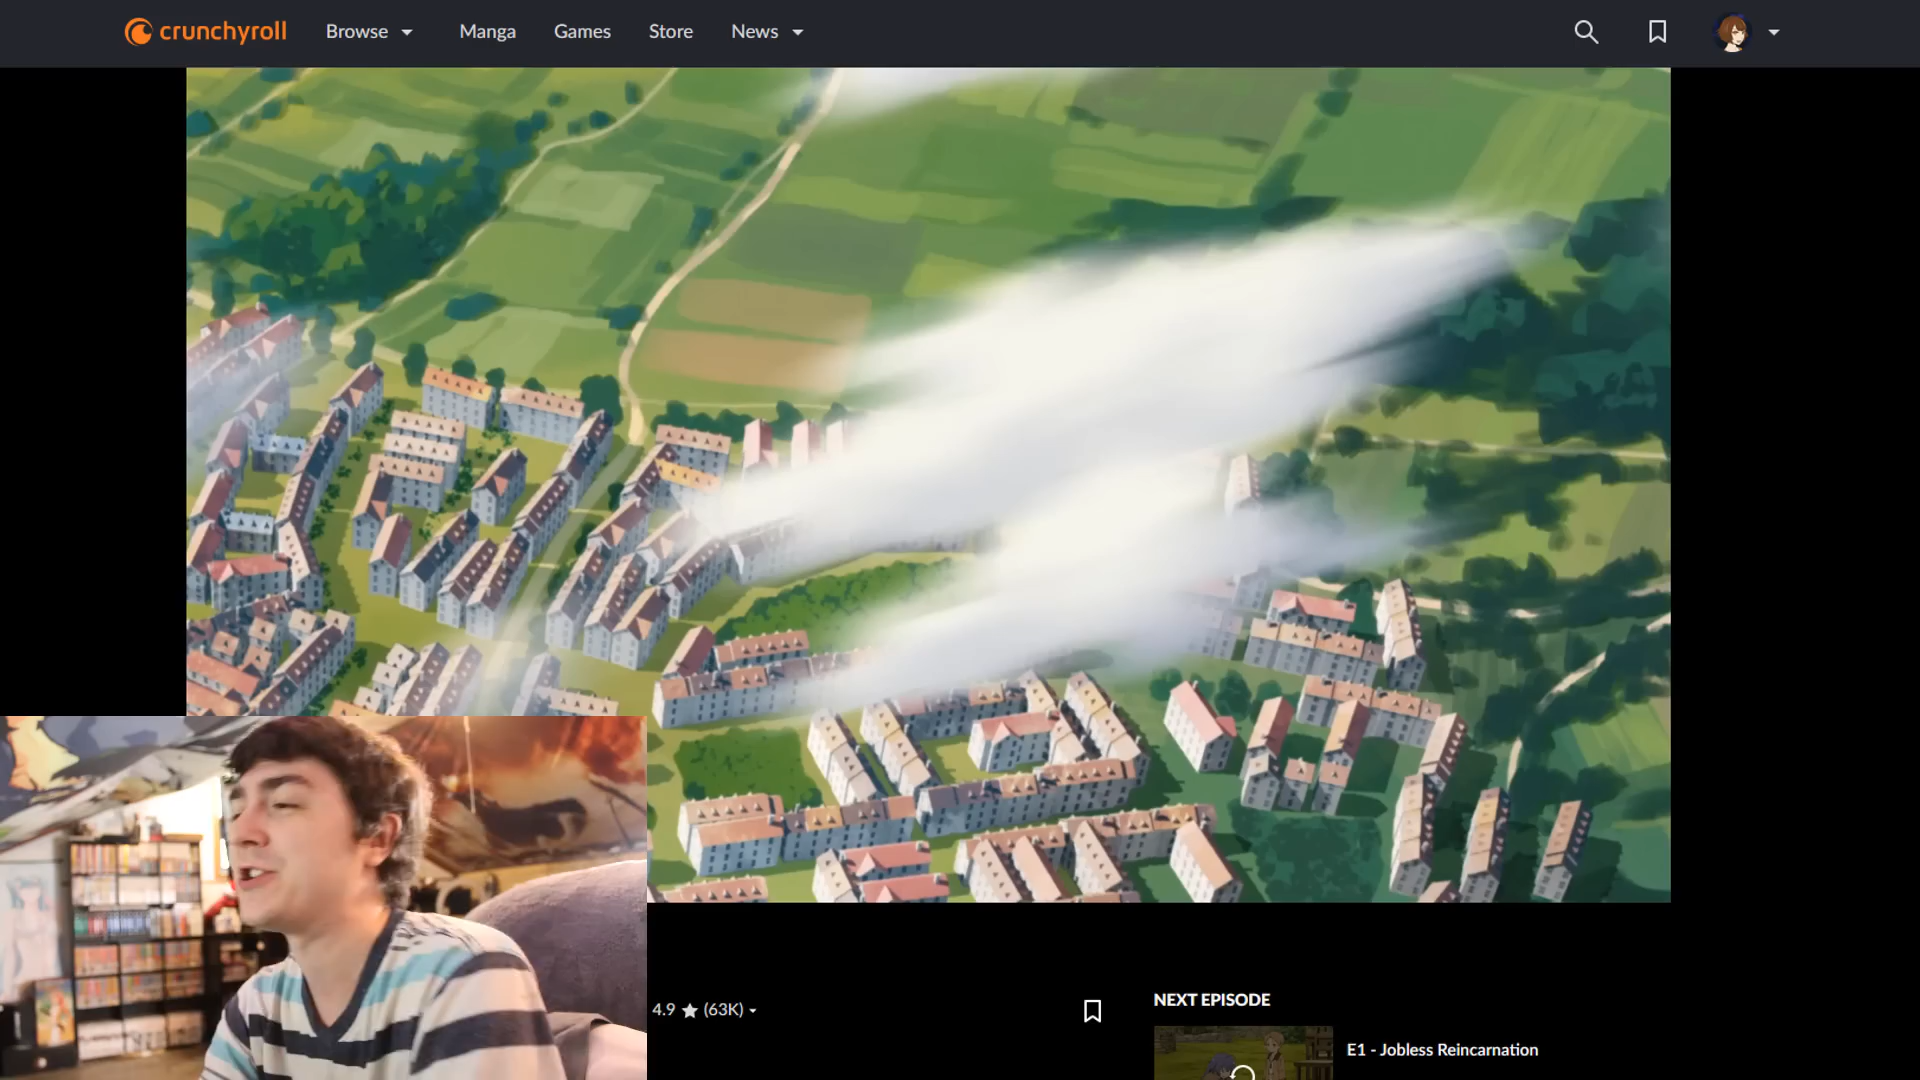 crunchyroll Browse Manga Games Store News
4.9 ★ (63K)
NEXT EPISODE
E1 - Jobless Reincarnation